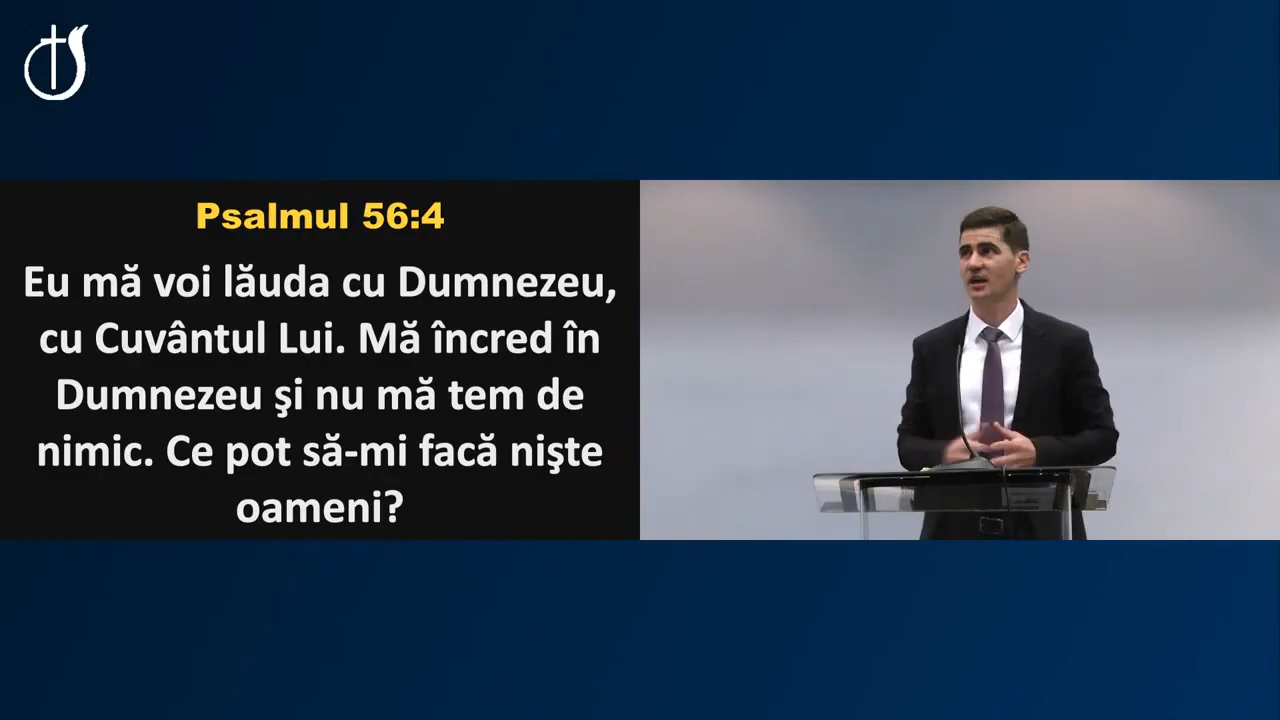 Psalmul 56:4
Eu mă voi lăuda cu Dumnezeu,
cu Cuvântul Lui. Mă încred în
Dumnezeu şi nu mă tem de
nimic. Ce pot să-mi facă nişte
oameni?